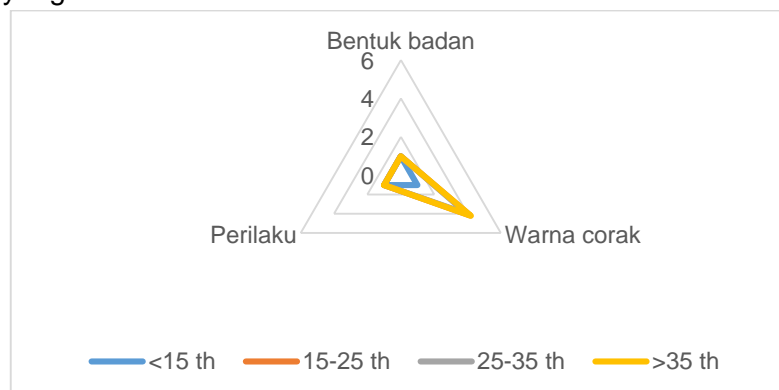 Bentuk badan
6
4
2
0
Perilaku
Warna corak
<15 th
15-25 th
25-35 th
>35 th